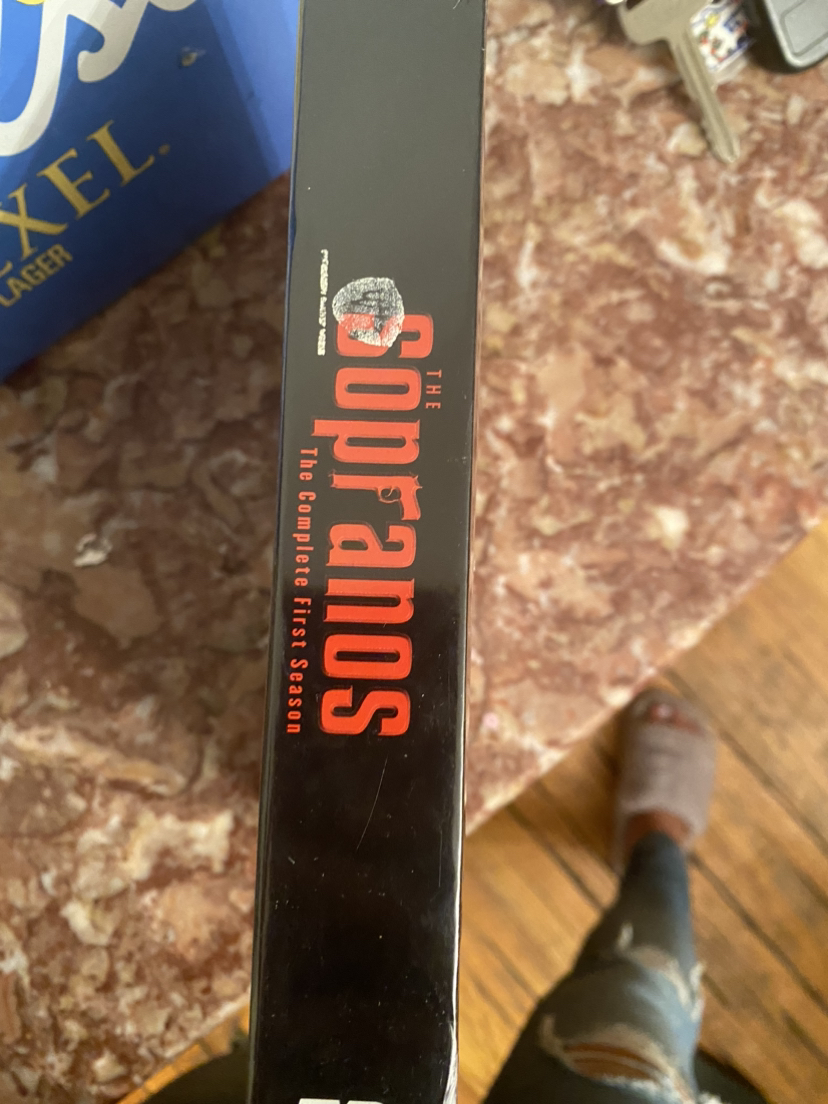 XEL.
LAGER
THE
Sopranos
The Complete First Season